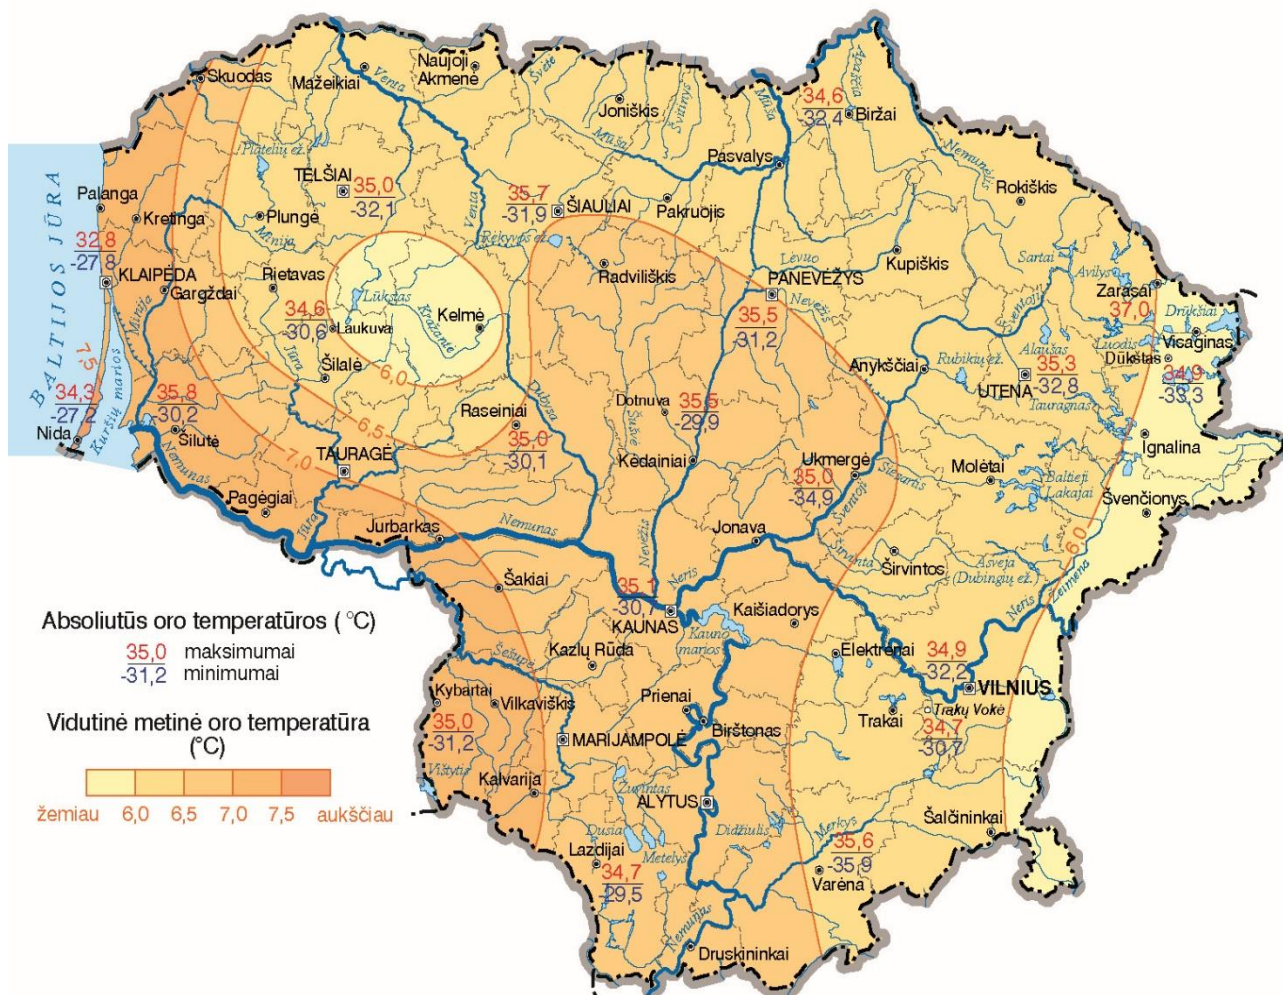 Skuodas
Mažeikiai
Venta
Naujoji
Akmenė
Švėtė
Joniškis
Svitinys
Mūša
Mūša
34,6
32,4
Apaščia
Biržai
Nemunėlis
Pasvalys
Rokiškis
Platelių ež.
TELŠIAI
35,0
-32,1
Venta
35,7
-31,9
ŠIAULIAI
Pakruojis
Palanga
Kretinga
Plungė
Minija
Rėkyvos ež.
Radviliškis
Lėvuo
Kupiškis
Sartai
Avilys
Zarasai
37,0
BALTIJOS JŪRA
32,8
-27,8
KLAIPĖDA
Gargždai
Rietavas
Lūkstas
34,6
-30,6
Laukuva
Kražantė
Kelmė
PANEVĖŽYS
Nevėžis
35,5
-31,2
Šventoji
Drūkšiai
Visaginas
Luodis
Dūkštas
34,9
-33,3
Minija
7,5
Kuršių marios
Jūra
Šilalė
6,0
Dubysa
Anykščiai
Rubikių ež.
Alaušas
35,3
-32,8
UTENA
Tauragnas
34,3
-27,2
Nida
35,8
-30,2
Šilutė
Raseiniai
35,0
-30,1
Dotnuva
35,5
-29,9
Šušvė
6,5
Ignalina
Nemunas
TAURAGĖ
7,0
Kėdainiai
Ukmergė
35,0
-34,9
Siesartis
Šventoji
Molėtai
Baltieji
Lakajai
Švenčionys
Pagėgiai
Jūra
Jurbarkas
Nemunas
Nevėžis
Jonava
Širvinta
Širvintos
Asveja
(Dubingių ež.)
6,0
Šakiai
35,1
-30,7
Neris
KAUNAS
Kauno
marios
Kaišiadorys
Neris
Žeimena
Absoliutūs oro temperatūros ( °C)
35,0 maksimumai
-31,2 minimumai
Šešupė
Kazlų Rūda
Elektrėnai
34,9
32,2
VILNIUS
Kybartai
Vilkaviškis
Prienai
Birštonas
Trakai
Trakų Vokė
34,7
-30,7
Vidutinė metinė oro temperatūra
(°C)
35,0
-31,2
MARIJAMPOLĖ
Vištytis
Kalvarija
Žuvintas
ALYTUS
žemiau 6,0 6,5 7,0 7,5 aukščiau
Dusia
Lazdijai
Metelys
Didžiulis
Merkys
Šalčininkai
34,7
29,5
35,6
-35,9
Varėna
Nemunas
Druskininkai